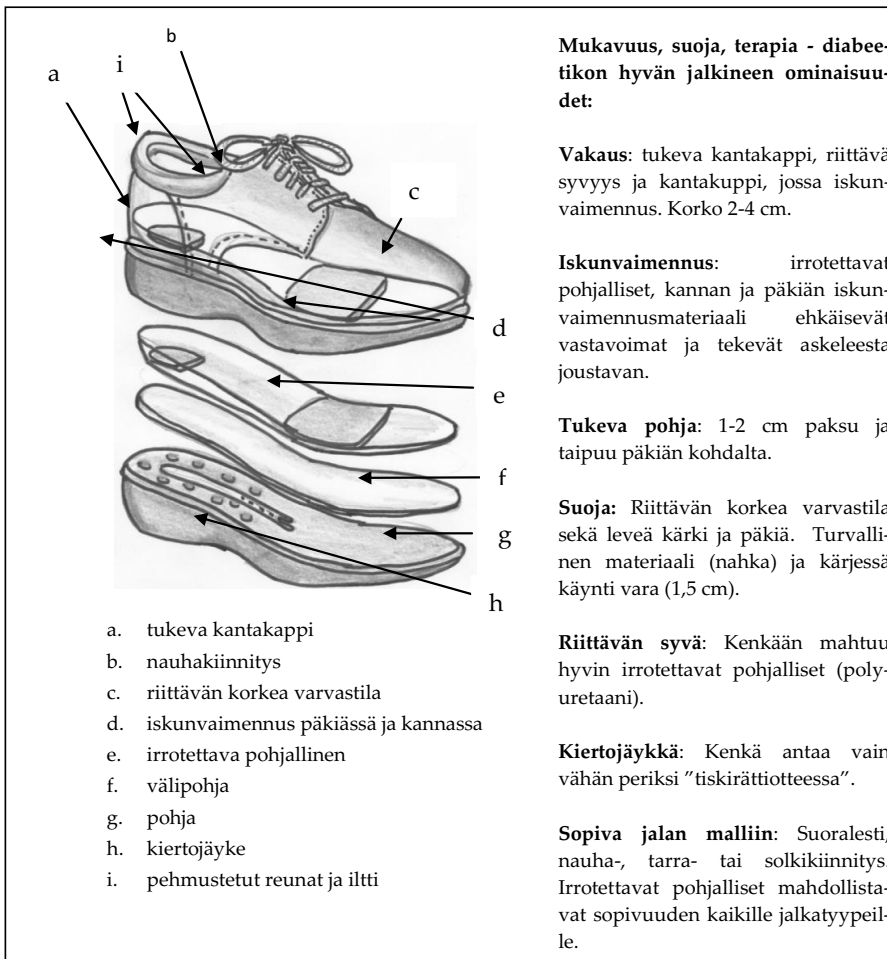 b
a
i
c
d
e
f
g
h
a. tukeva kantakappi
b. nauhakiinnitys
c. riittävän korkea varvastila
d. iskunvaimennus päkiässä ja kannassa
e. irrotettava pohjallinen
f. välipohja
g. pohja
h. kiertojäyke
i. pehmustetut reunat ja iltti
Mukavuus, suoja, terapia - diabee-
tikon hyvän jalkineen ominaisuu-
det:
Vakaus: tukeva kantakappi, riittävä
syvyys ja kantakuppi, jossa iskun-
vaimennus. Korko 2-4 cm.
Iskunvaimennus: irrotettavat
pohjalliset, kannan ja päkiän iskun-
vaimennusmateriaali ehkäisevät
vastavoimat ja tekevät askeleesta
joustavan.
Tukeva pohja: 1-2 cm paksu ja
taipuu päkiän kohdalta.
Suoja: Riittävän korkea varvastila
sekä leveä kärki ja päkiä. Turvalli-
nen materiaali (nahka) ja kärjessä
käynti vara (1,5 cm).
Riittävän syvä: Kenkään mahtuu
hyvin irrotettavat pohjalliset (poly-
uretaani).
Kiertojäykkä: Kenkä antaa vain
vähän periksi ”tiskirättiotteessa”.
Sopiva jalan malliin: Suoralesti,
nauha-, tarra- tai solkikiinnitys.
Irrotettavat pohjalliset mahdollista-
vat sopivuuden kaikille jalkatyypeil-
le.